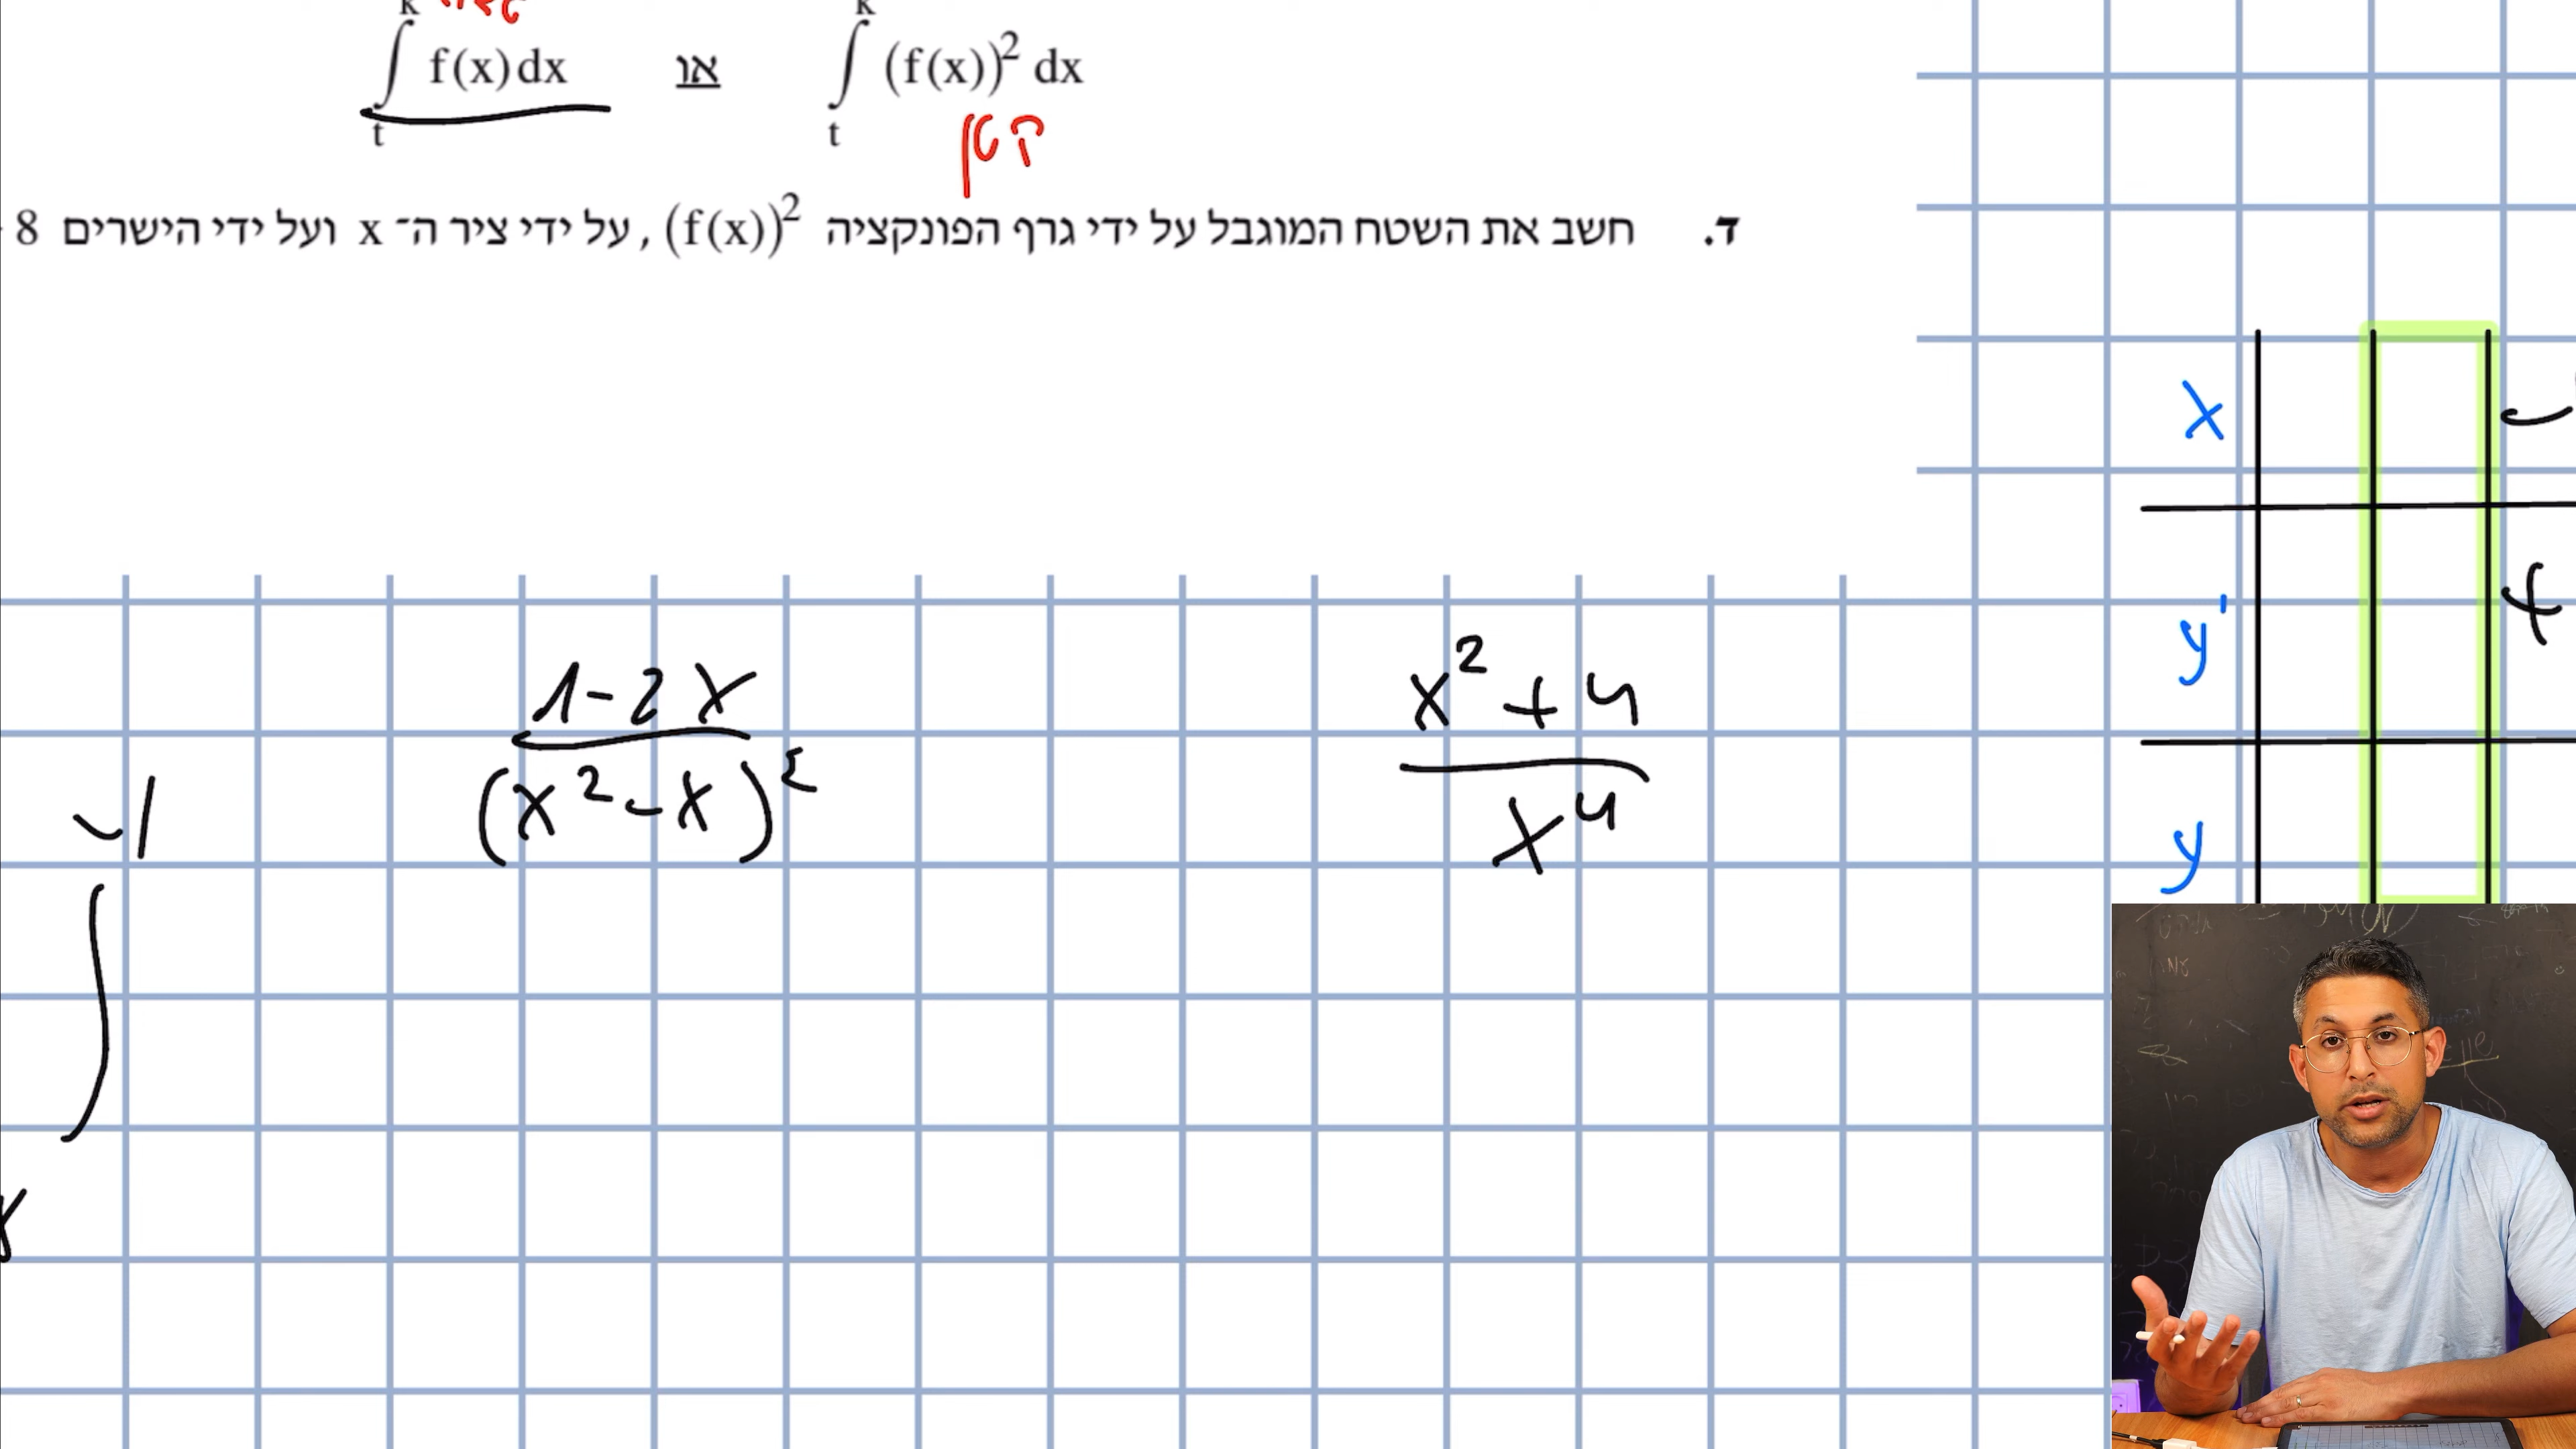 k k
∫ f(x) dx או ∫ (f(x))² dx
t t
קטן
ד. חשב את השטח המוגבל על ידי גרף הפונקציה (f(x))² , על ידי ציר ה־ x ועל ידי הישרים 8
x -
y' +
y
-1
∫
(1-2x)/(x²-x)²
(x²+4)/x⁴